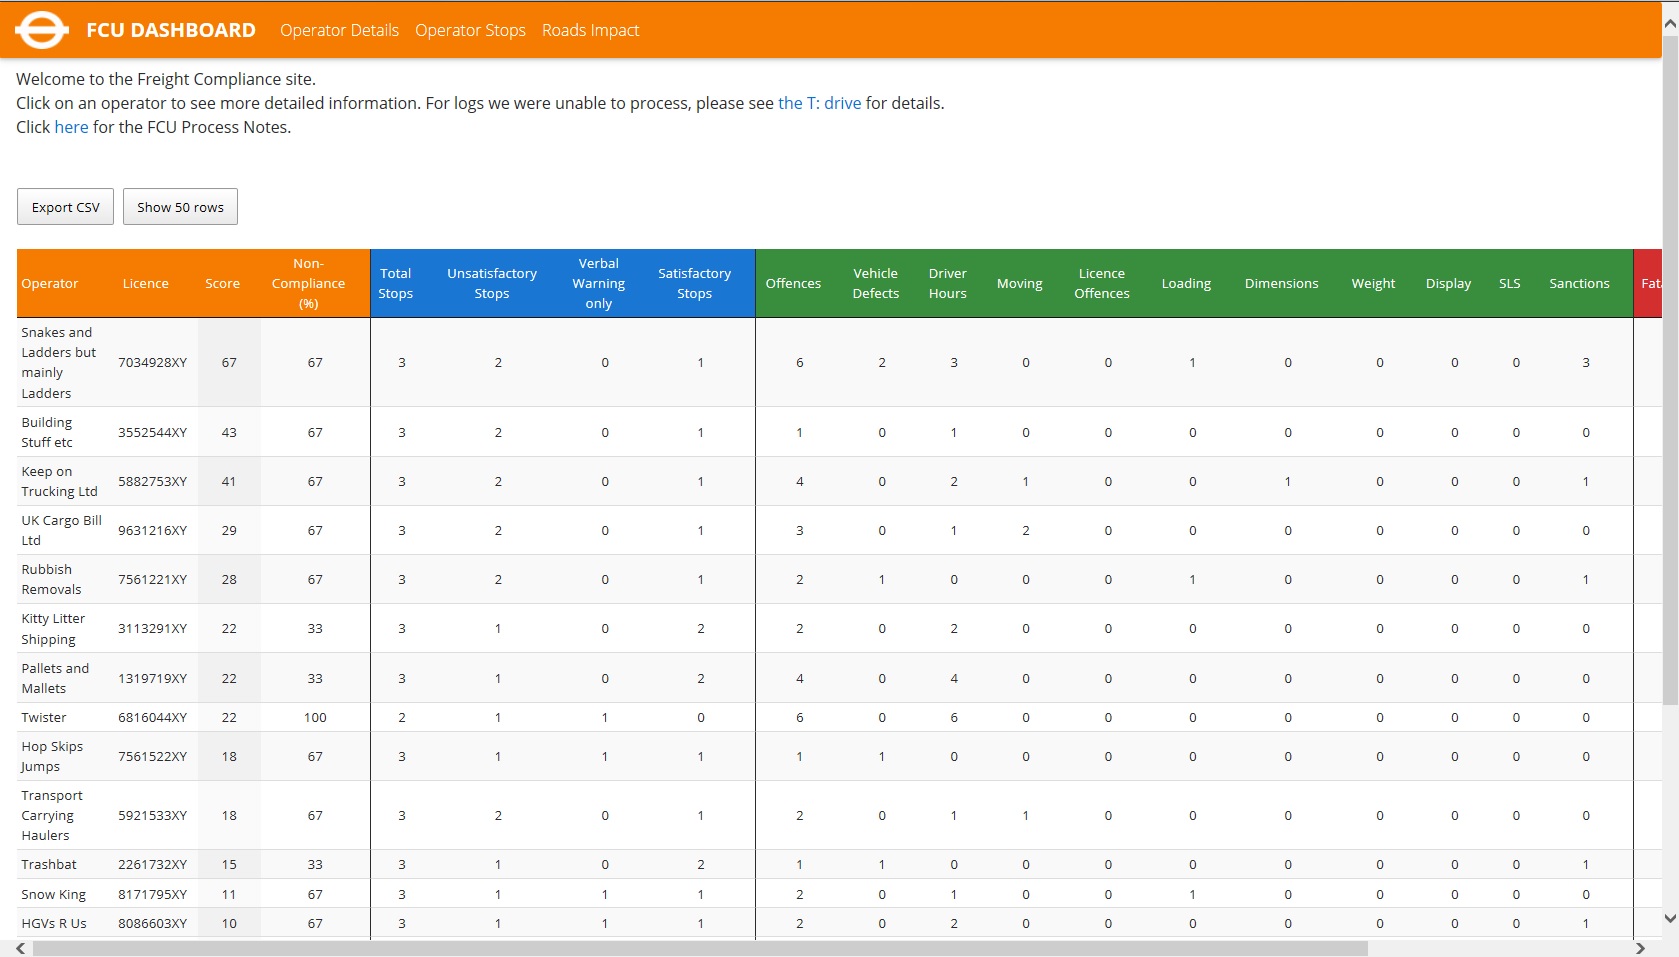 FCU DASHBOARD Operator Details Operator Stops Roads Impact
Welcome to the Freight Compliance site.
Click on an operator to see more detailed information. For logs we were unable to process, please see the T: drive for details.
Click here for the FCU Process Notes.
Export CSV Show 50 rows
Operator Licence Score Non-Compliance (%) Total Stops Unsatisfactory Stops Verbal Warning only Satisfactory Stops Offences Vehicle Defects Driver Hours Moving Licence Offences Loading Dimensions Weight Display SLS Sanctions Fat
Snakes and Ladders but mainly Ladders 7034928XY 67 67 3 2 0 1 6 2 3 0 0 1 0 0 0 0 3
Building Stuff etc 3552544XY 43 67 3 2 0 1 1 0 1 0 0 0 0 0 0 0 0
Keep on Trucking Ltd 5882753XY 41 67 3 2 0 1 4 0 2 1 0 0 1 0 0 0 1
UK Cargo Bill Ltd 9631216XY 29 67 3 2 0 1 3 0 1 2 0 0 0 0 0 0 0
Rubbish Removals 7561221XY 28 67 3 2 0 1 2 1 0 0 0 1 0 0 0 0 1
Kitty Litter Shipping 3113291XY 22 33 3 1 0 2 2 0 2 0 0 0 0 0 0 0 0
Pallets and Mallets 1319719XY 22 33 3 1 0 2 4 0 4 0 0 0 0 0 0 0 0
Twister 6816044XY 22 100 2 1 1 0 6 0 6 0 0 0 0 0 0 0 0
Hop Skips Jumps 7561522XY 18 67 3 1 1 1 1 1 0 0 0 0 0 0 0 0 0
Transport Carrying Haulers 5921533XY 18 67 3 2 0 1 2 0 1 1 0 0 0 0 0 0 0
Trashbat 2261732XY 15 33 3 1 0 2 1 1 0 0 0 0 0 0 0 0 1
Snow King 8171795XY 11 67 3 1 1 1 2 0 1 0 0 1 0 0 0 0 0
HGVs R Us 8086603XY 10 67 3 1 1 1 2 0 2 0 0 0 0 0 0 0 1